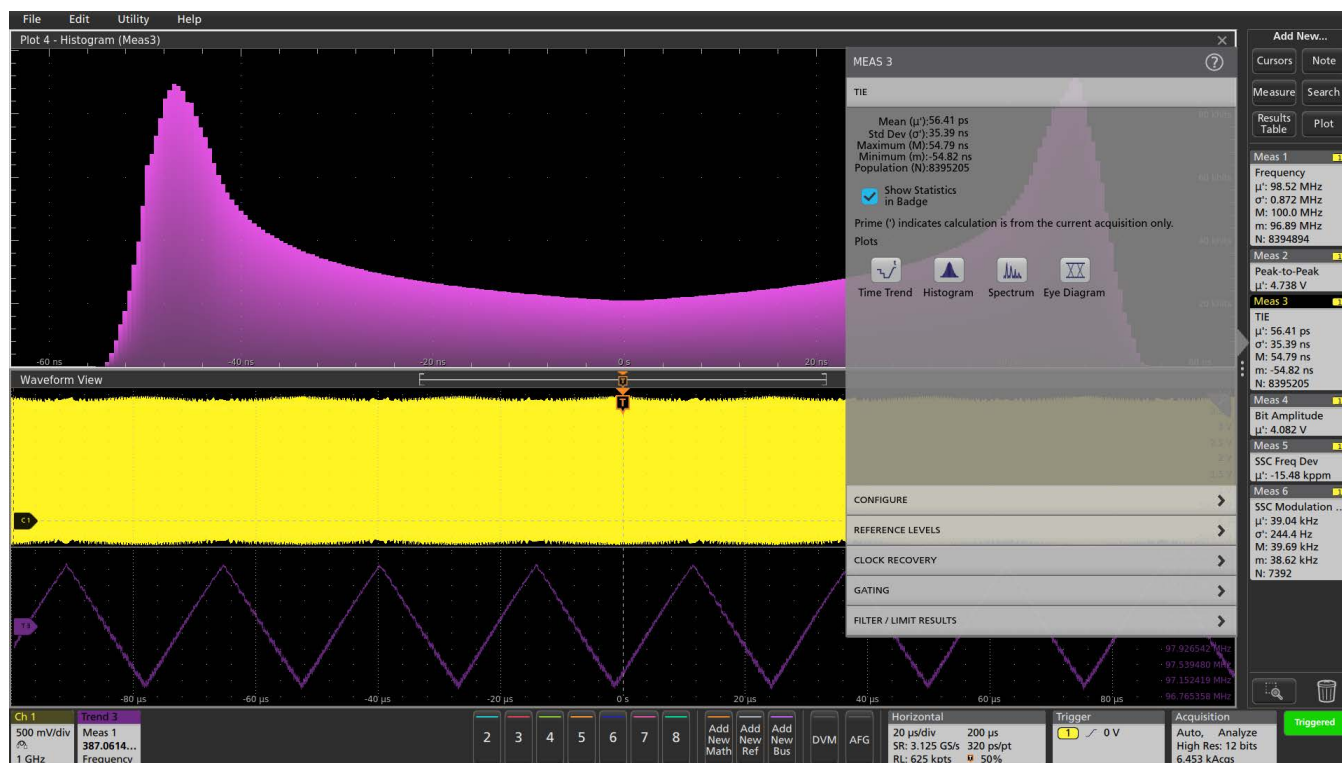 File Edit Utility Help
Plot 4 - Histogram (Meas3)
-60 ns -40 ns -20 ns 0 s 20 ns
Waveform View
T
T
C 1
-80 µs -60 µs -40 µs -20 µs 0 s 20 µs 40 µs 60 µs 80 µs
97.926542 MHz
97.539480 MHz
97.152419 MHz
96.765358 MHz
MEAS 3 ?
TIE
Mean (µ'):56.41 ps
Std Dev (σ'):35.39 ns
Maximum (M):54.79 ns
Minimum (m):-54.82 ns
Population (N):8395205
Show Statistics
in Badge
Prime (') indicates calculation is from the current acquisition only.
Plots
Time Trend Histogram Spectrum Eye Diagram
CONFIGURE
REFERENCE LEVELS
CLOCK RECOVERY
GATING
FILTER / LIMIT RESULTS
Add New...
Cursors Note
Measure Search
Results
Table
Plot
Meas 1 1
Frequency
µ': 98.52 MHz
σ': 0.872 MHz
M: 100.0 MHz
m: 96.89 MHz
N: 8394894
Meas 2 1
Peak-to-Peak
µ': 4.738 V
Meas 3 1
TIE
µ': 56.41 ps
σ': 35.39 ns
M: 54.79 ns
m: -54.82 ns
N: 8395205
Meas 4 1
Bit Amplitude
µ': 4.082 V
Meas 5 1
SSC Freq Dev
µ': -15.48 kppm
Meas 6 1
SSC Modulation ...
µ': 39.04 kHz
σ': 244.4 Hz
M: 39.69 kHz
m: 38.62 kHz
N: 7392
Ch 1
500 mV/div
1 GHz
Trend 3
Meas 1
387.0614...
Frequency
2 3 4 5 6 7 8
Add
New
Math
Add
New
Ref
Add
New
Bus
DVM
AFG
Horizontal
20 µs/div 200 µs
SR: 3.125 GS/s 320 ps/pt
RL: 625 kpts 50%
Trigger
1 0 V
Acquisition
Auto, Analyze
High Res: 12 bits
6.453 kAcqs
Triggered